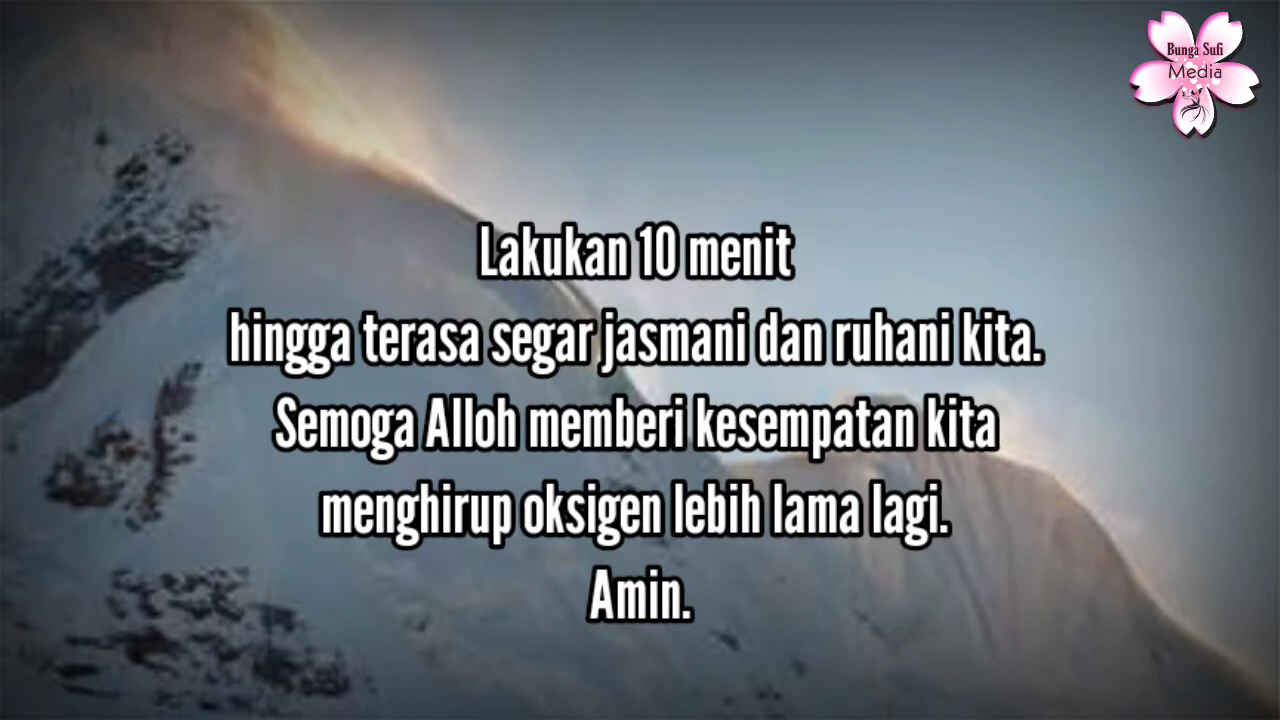 Bunga Sufi
Media
Lakukan 10 menit
hingga terasa segar jasmani dan ruhani kita.
Semoga Alloh memberi kesempatan kita
menghirup oksigen lebih lama lagi.
Amin.